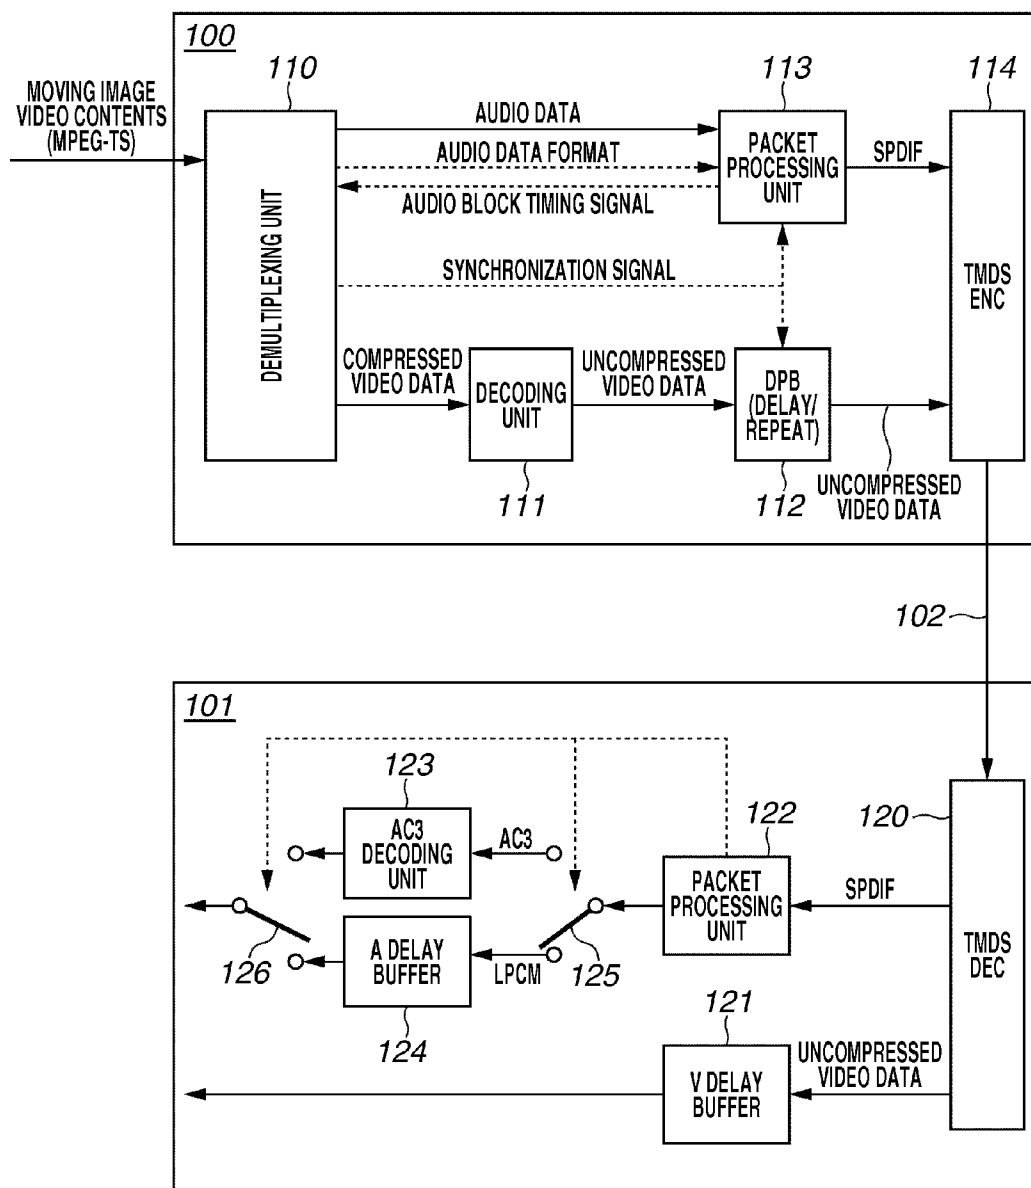 100
110
113
114
MOVING IMAGE
VIDEO CONTENTS
(MPEG-TS)
DEMULTIPLEXING UNIT
AUDIO DATA
AUDIO DATA FORMAT
AUDIO BLOCK TIMING SIGNAL
PACKET
PROCESSING
UNIT
SPDIF
TMDS
ENC
SYNCHRONIZATION SIGNAL
COMPRESSED
VIDEO DATA
DECODING
UNIT
UNCOMPRESSED
VIDEO DATA
DPB
(DELAY/
REPEAT)
111
112
UNCOMPRESSED
VIDEO DATA
102
101
123
AC3
DECODING
UNIT
AC3
122
PACKET
PROCESSING
UNIT
120
SPDIF
TMDS
DEC
126
A DELAY
BUFFER
LPCM
125
124
121
V DELAY
BUFFER
UNCOMPRESSED
VIDEO DATA